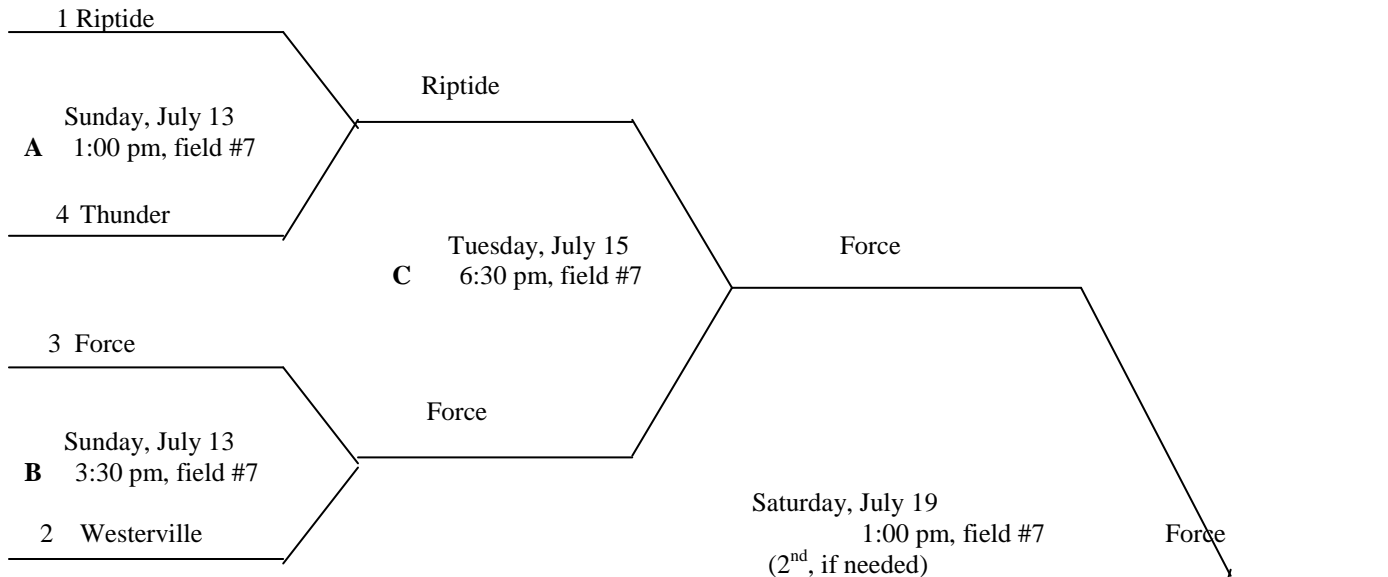 1 Riptide
Riptide
Sunday, July 13
A 1:00 pm, field #7
4 Thunder
Tuesday, July 15
C 6:30 pm, field #7
Force
3 Force
Force
Sunday, July 13
B 3:30 pm, field #7
2 Westerville
Saturday, July 19
1:00 pm, field #7
Force
(2nd, if needed)